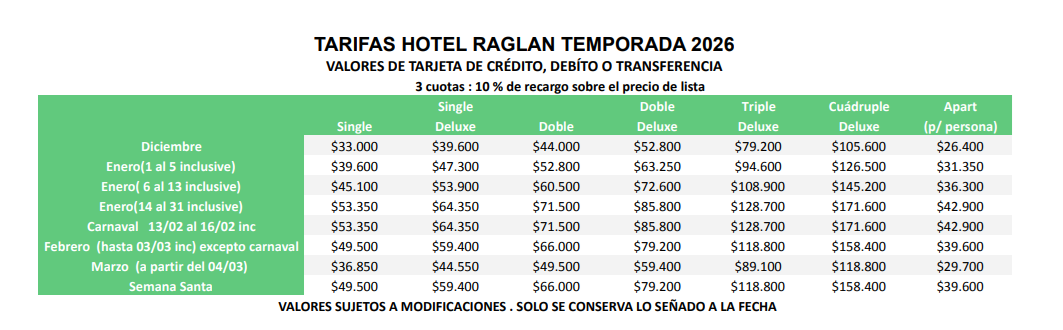 TARIFAS HOTEL RAGLAN TEMPORADA 2026
VALORES DE TARJETA DE CRÉDITO, DEBÍTO O TRANSFERENCIA
3 cuotas : 10 % de recargo sobre el precio de lista
Single Doble Triple Cuádruple Apart
Single Deluxe Doble Deluxe Deluxe Deluxe (p/ persona)
Diciembre $33.000 $39.600 $44.000 $52.800 $79.200 $105.600 $26.400
Enero(1 al 5 inclusive) $39.600 $47.300 $52.800 $63.250 $94.600 $126.500 $31.350
Enero( 6 al 13 inclusive) $45.100 $53.900 $60.500 $72.600 $108.900 $145.200 $36.300
Enero(14 al 31 inclusive) $53.350 $64.350 $71.500 $85.800 $128.700 $171.600 $42.900
Carnaval 13/02 al 16/02 inc $53.350 $64.350 $71.500 $85.800 $128.700 $171.600 $42.900
Febrero (hasta 03/03 inc) excepto carnaval $49.500 $59.400 $66.000 $79.200 $118.800 $158.400 $39.600
Marzo (a partir del 04/03) $36.850 $44.550 $49.500 $59.400 $89.100 $118.800 $29.700
Semana Santa $49.500 $59.400 $66.000 $79.200 $118.800 $158.400 $39.600
VALORES SUJETOS A MODIFICACIONES . SOLO SE CONSERVA LO SEÑADO A LA FECHA